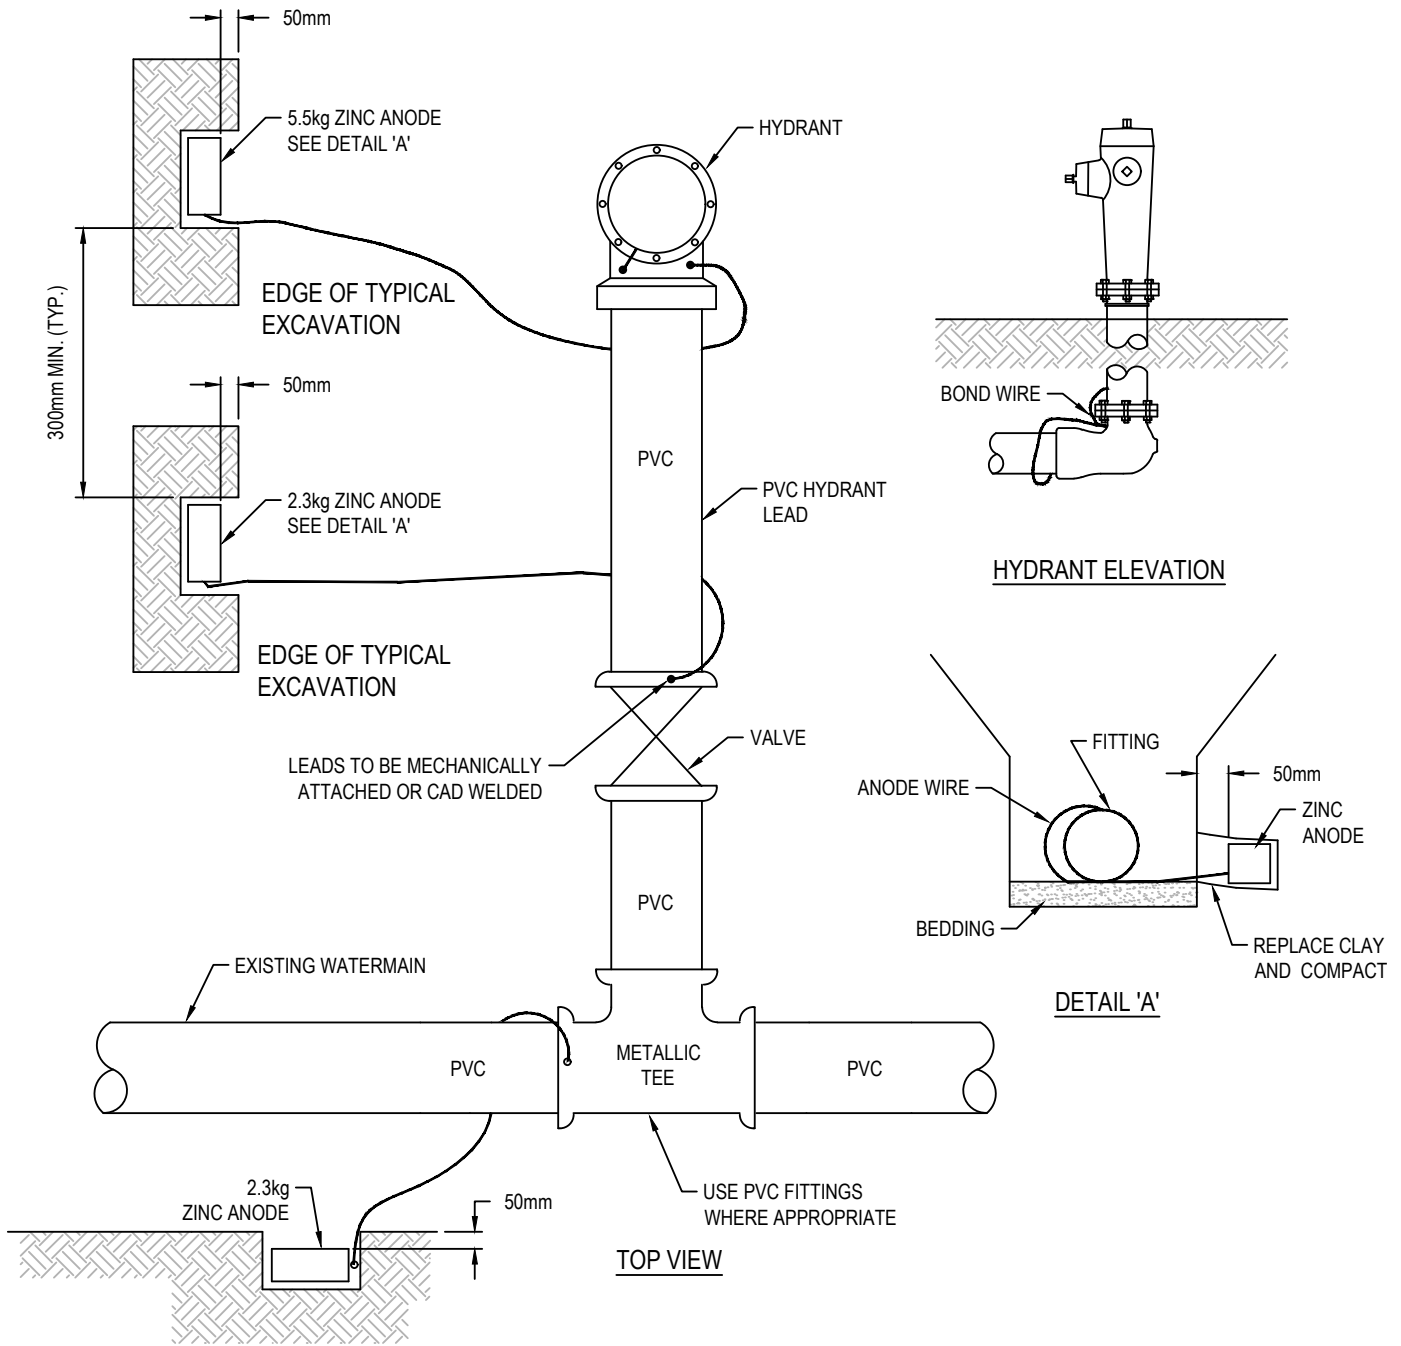 50mm
5.5kg ZINC ANODE
SEE DETAIL 'A'
HYDRANT
EDGE OF TYPICAL
EXCAVATION
300mm MIN. (TYP.)
50mm
BOND WIRE
PVC
2.3kg ZINC ANODE
SEE DETAIL 'A'
PVC HYDRANT
LEAD
HYDRANT ELEVATION
EDGE OF TYPICAL
EXCAVATION
LEADS TO BE MECHANICALLY
ATTACHED OR CAD WELDED
VALVE
FITTING
50mm
ANODE WIRE
ZINC
ANODE
BEDDING
REPLACE CLAY
AND COMPACT
DETAIL 'A'
PVC
EXISTING WATERMAIN
PVC
METALLIC
TEE
PVC
2.3kg
ZINC ANODE
50mm
USE PVC FITTINGS
WHERE APPROPRIATE
TOP VIEW